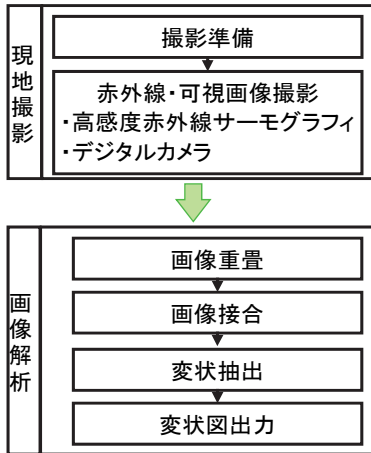 現地撮影
撮影準備
赤外線・可視画像撮影
・高感度赤外線サーモグラフィ
・デジタルカメラ
画像解析
画像重畳
画像接合
変状抽出
変状図出力